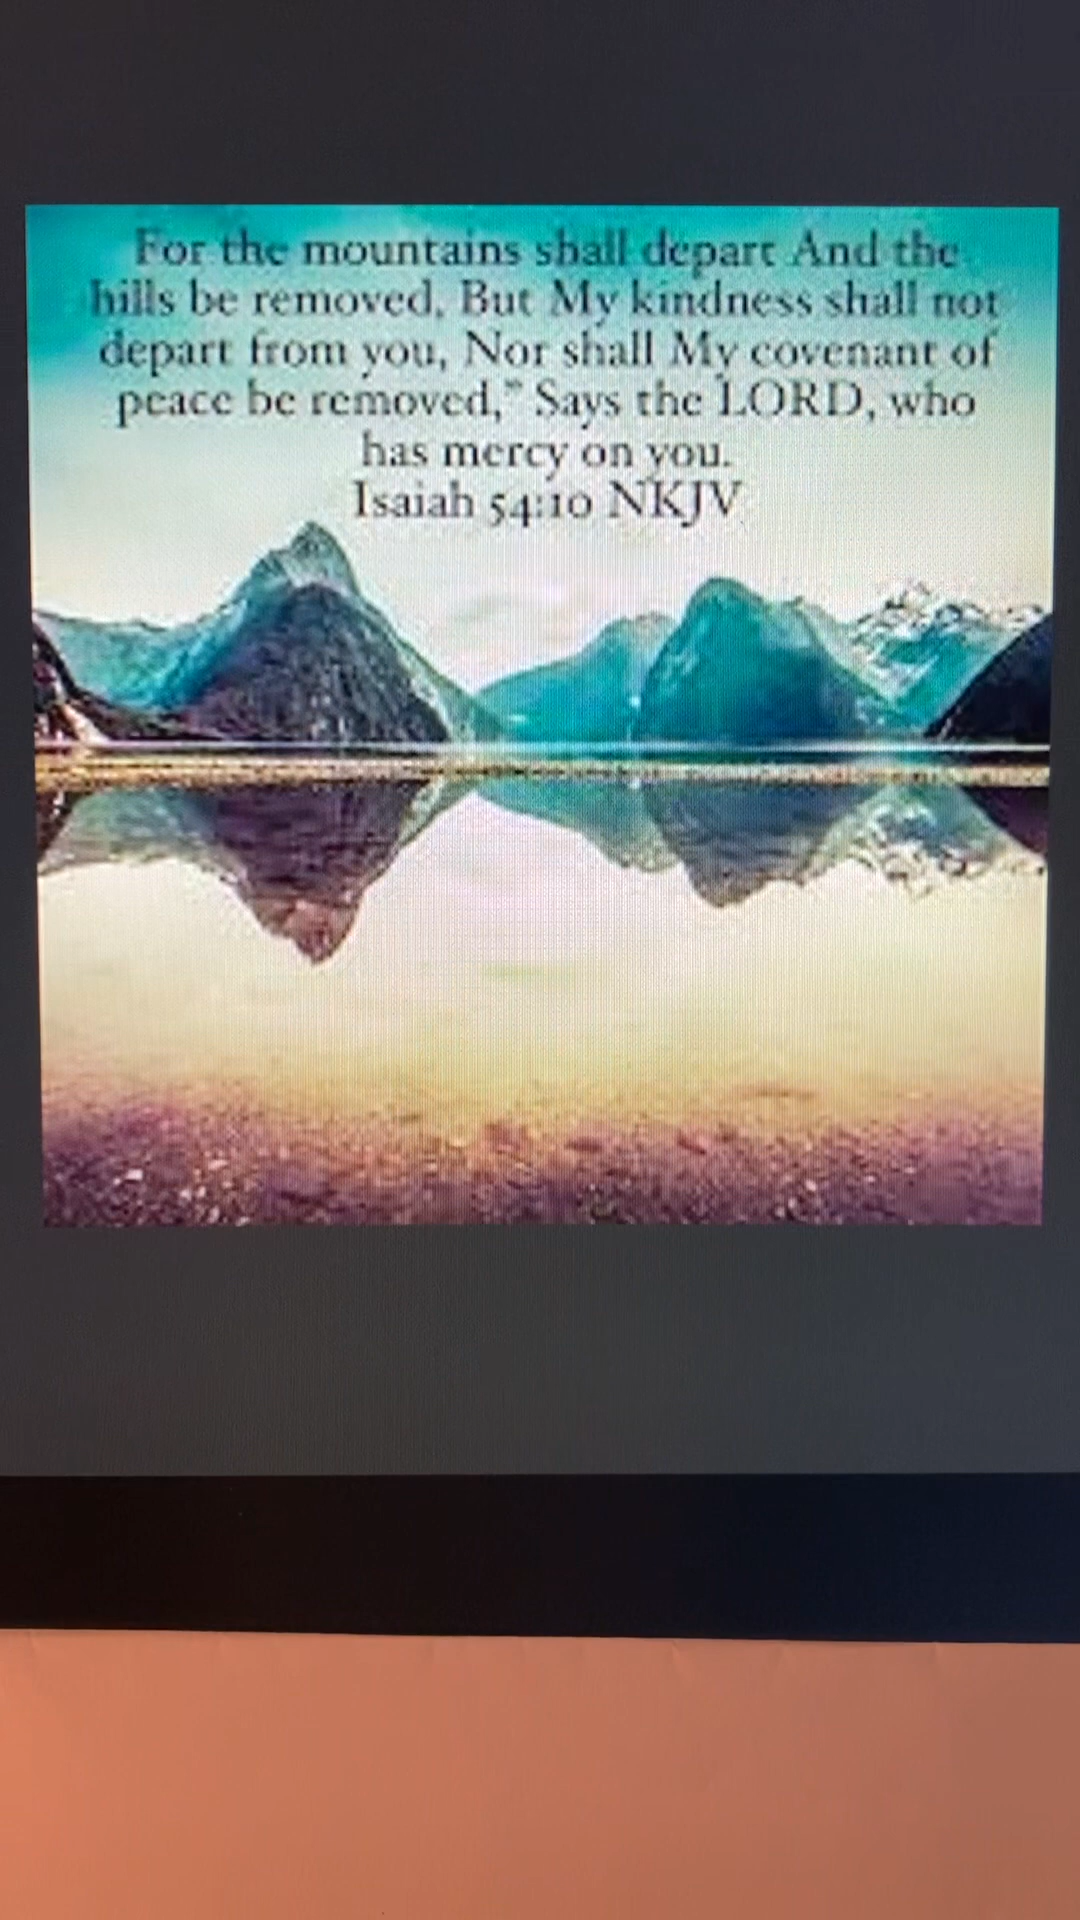 For the mountains shall depart And the
hills be removed, But My kindness shall not
depart from you, Nor shall My covenant of
peace be removed,” Says the LORD, who
has mercy on you.
Isaiah 54:10 NKJV